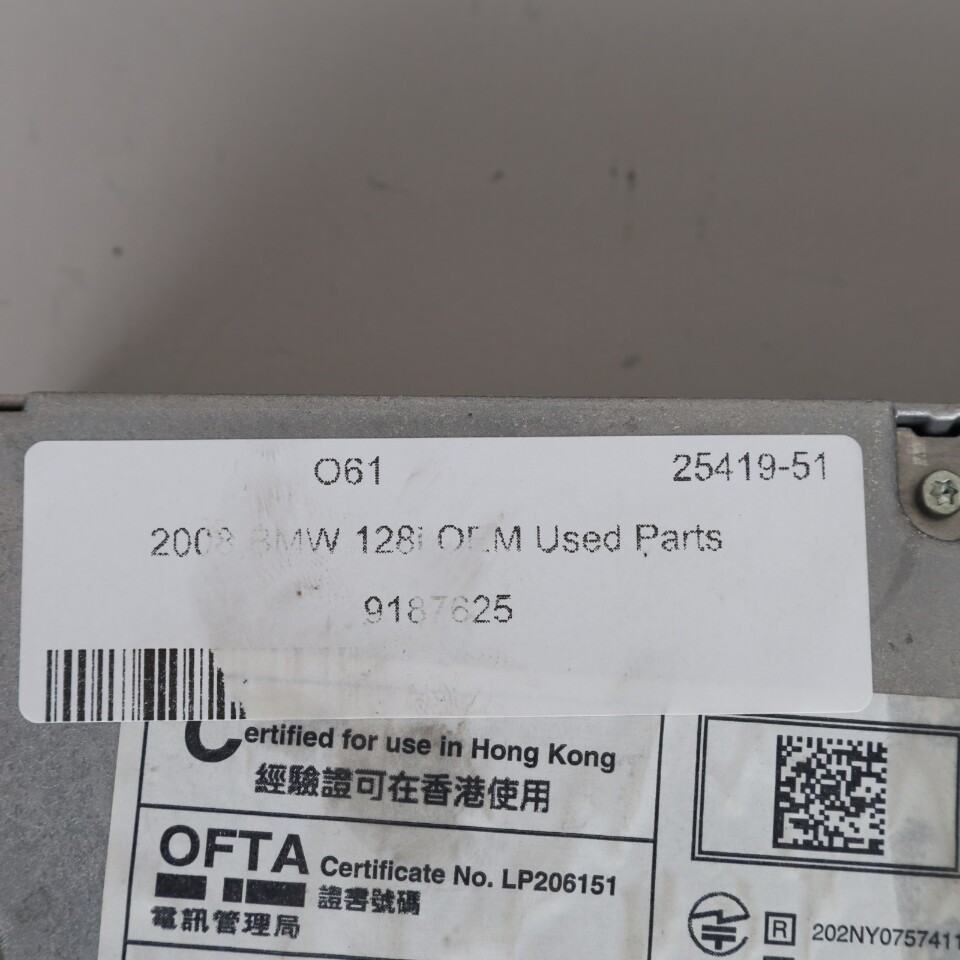 O61 25419-51
2008 BMW 128i OEM Used Parts
9187625
Certified for use in Hong Kong
經驗證可在香港使用
OFTA Certificate No. LP206151
證書號碼
電訊管理局
R 202NY0757411